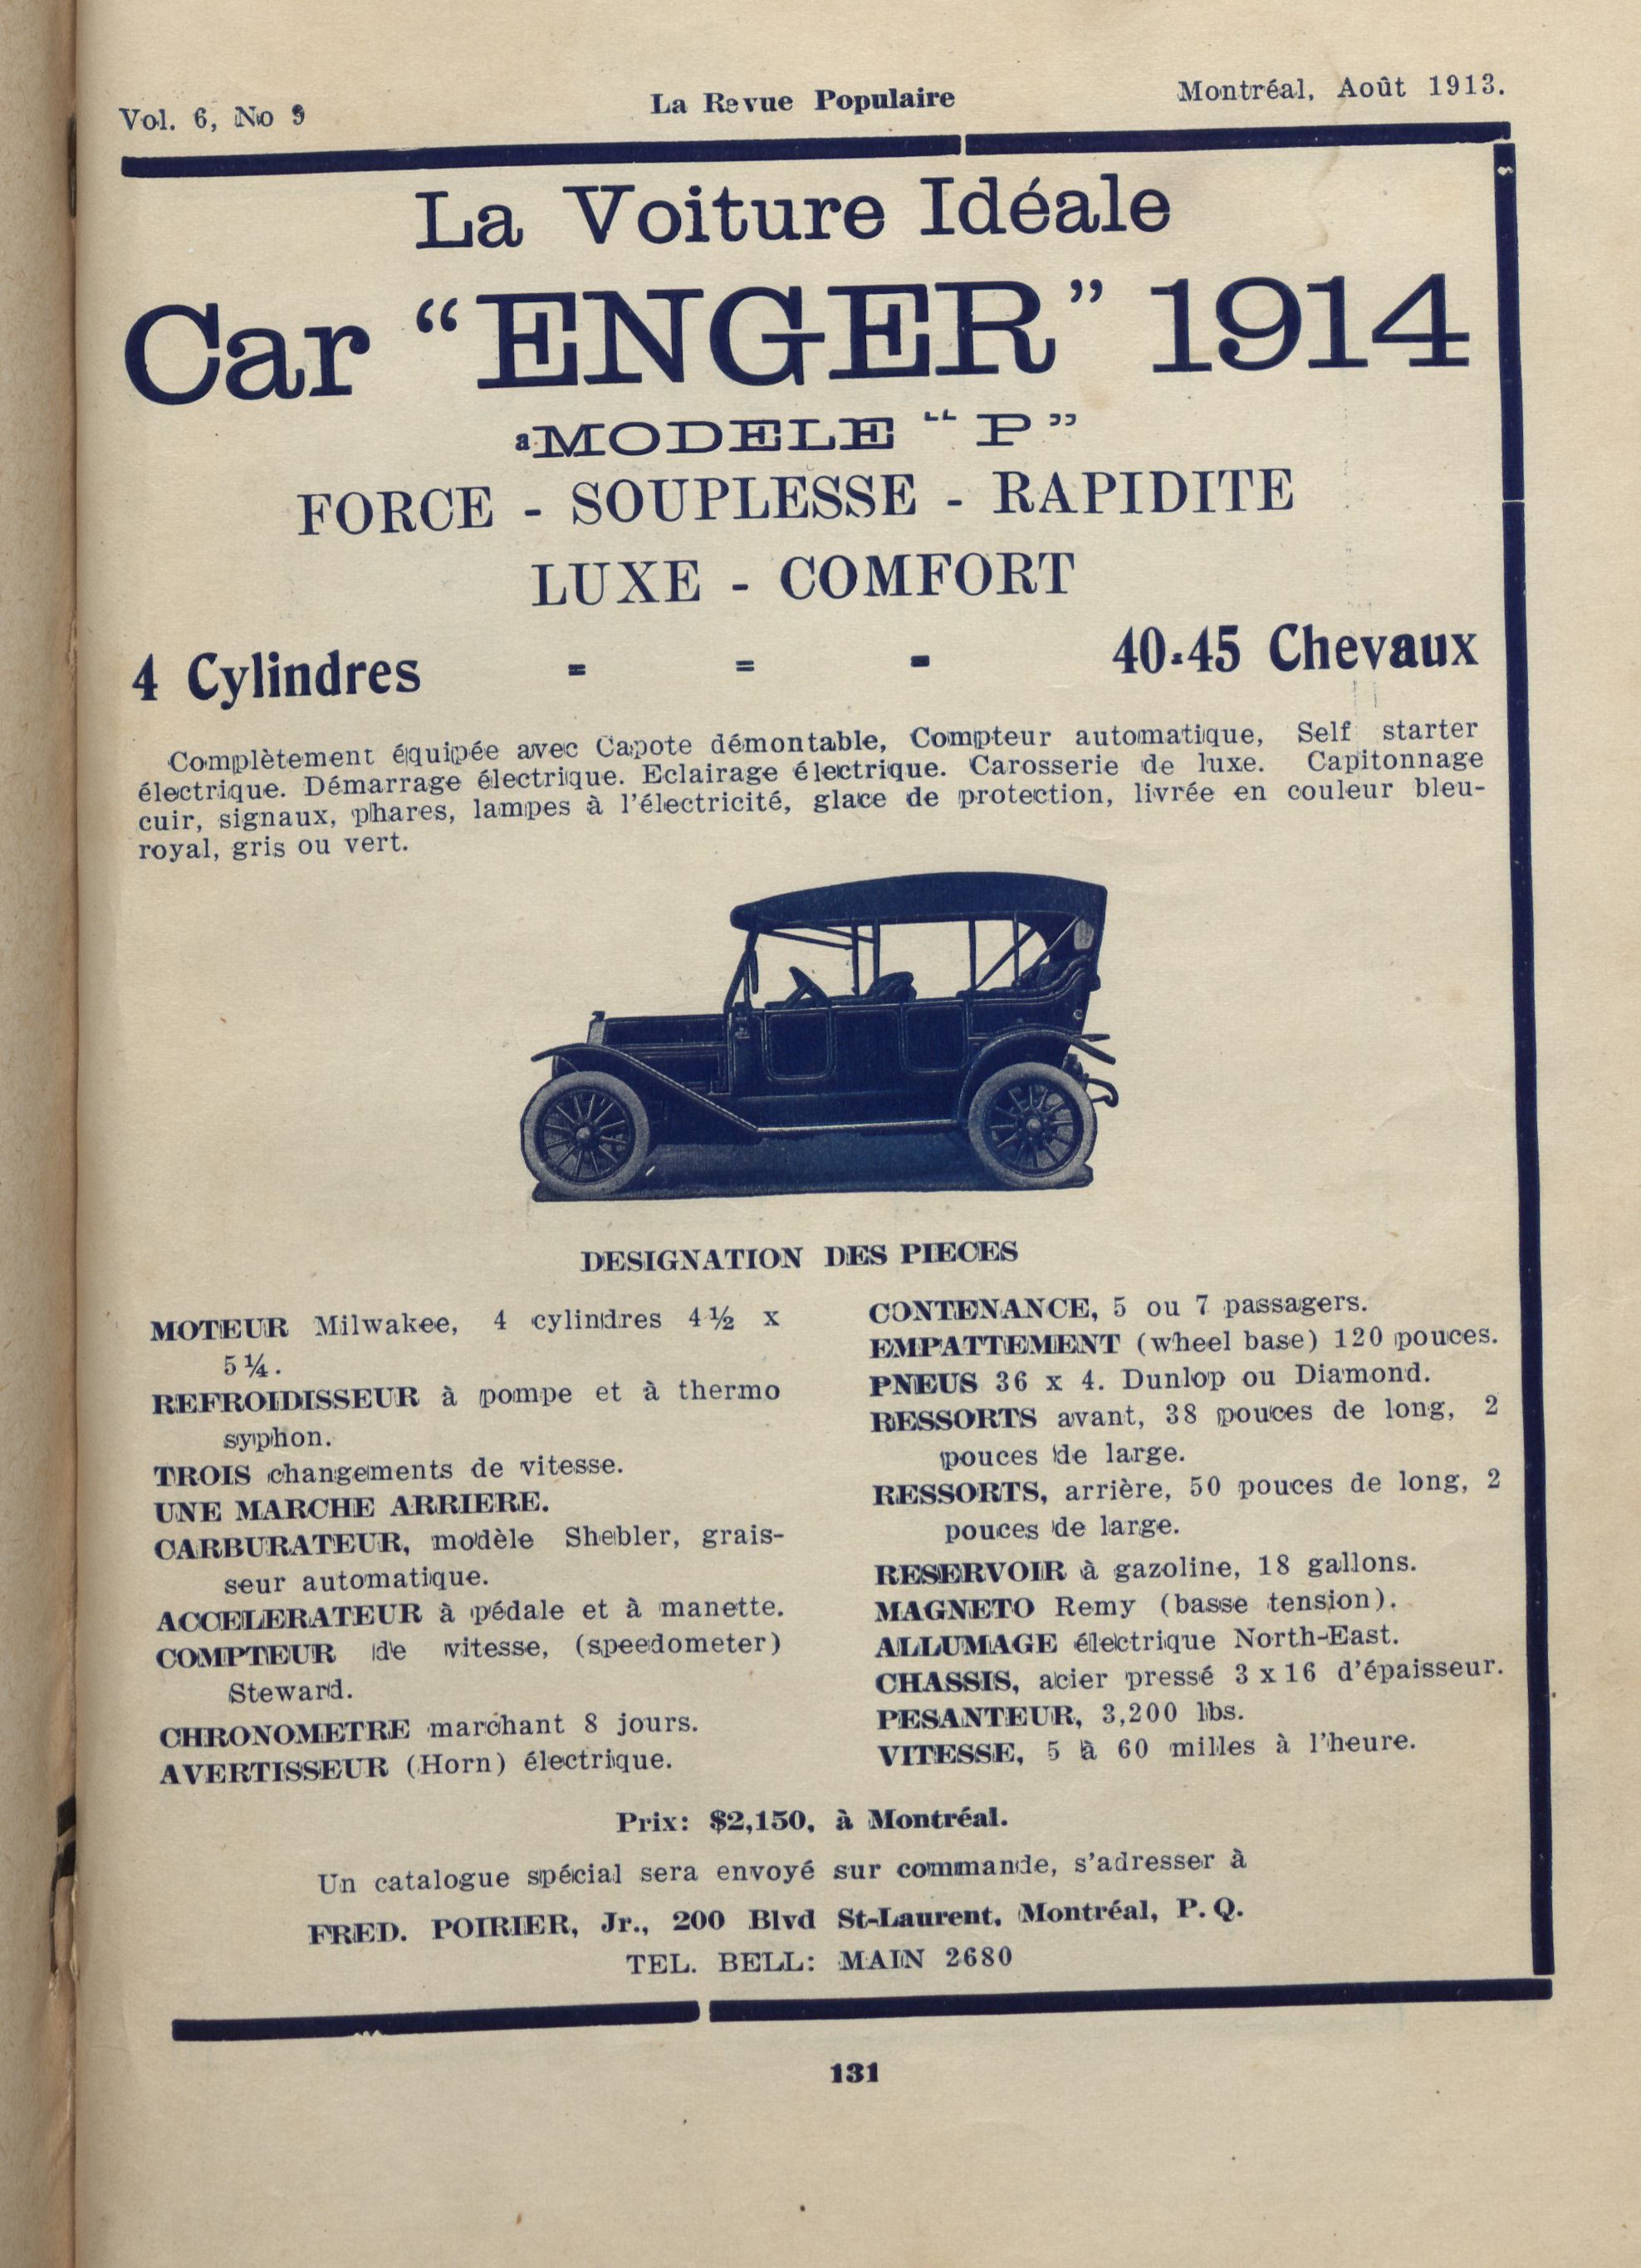 Vol. 6, No 9
La Revue Populaire
Montréal, Août 1913.
La Voiture Idéale
Car “ENGER” 1914
MODELE “P”
FORCE - SOUPLESSE - RAPIDITE
LUXE - COMFORT
4 Cylindres - - - 40-45 Chevaux
Complètement équipée avec Capote démontable, Compteur automatique, Self starter
électrique. Démarrage électrique. Eclairage électrique. Carosserie de luxe. Capitonnage
cuir, signaux, phares, lampes à l'électricité, glace de protection, livrée en couleur bleu-
royal, gris ou vert.
DESIGNATION DES PIECES
MOTEUR Milwakee, 4 cylindres 4½ x
5¼.
REFROIDISSEUR à pompe et à thermo
syphon.
TROIS changements de vitesse.
UNE MARCHE ARRIERE.
CARBURATEUR, modèle Shebler, grais-
seur automatique.
ACCELERATEUR à pédale et à manette.
COMPTEUR de vitesse, (speedometer)
Steward.
CHRONOMETRE marchant 8 jours.
AVERTISSEUR (Horn) électrique.
CONTENANCE, 5 ou 7 passagers.
EMPATTEMENT (wheel base) 120 pouces.
PNEUS 36 x 4. Dunlop ou Diamond.
RESSORTS avant, 38 pouces de long, 2
pouces de large.
RESSORTS, arrière, 50 pouces de long, 2
pouces de large.
RESERVOIR à gazoline, 18 gallons.
MAGNETO Remy (basse tension).
ALLUMAGE électrique North-East.
CHASSIS, acier pressé 3 x 16 d'épaisseur.
PESANTEUR, 3,200 lbs.
VITESSE, 5 à 60 milles à l'heure.
Prix: $2,150, à Montréal.
Un catalogue spécial sera envoyé sur commande, s'adresser à
FRED. POIRIER, Jr., 200 Blvd St-Laurent, Montréal, P. Q.
TEL. BELL: MAIN 2680
131